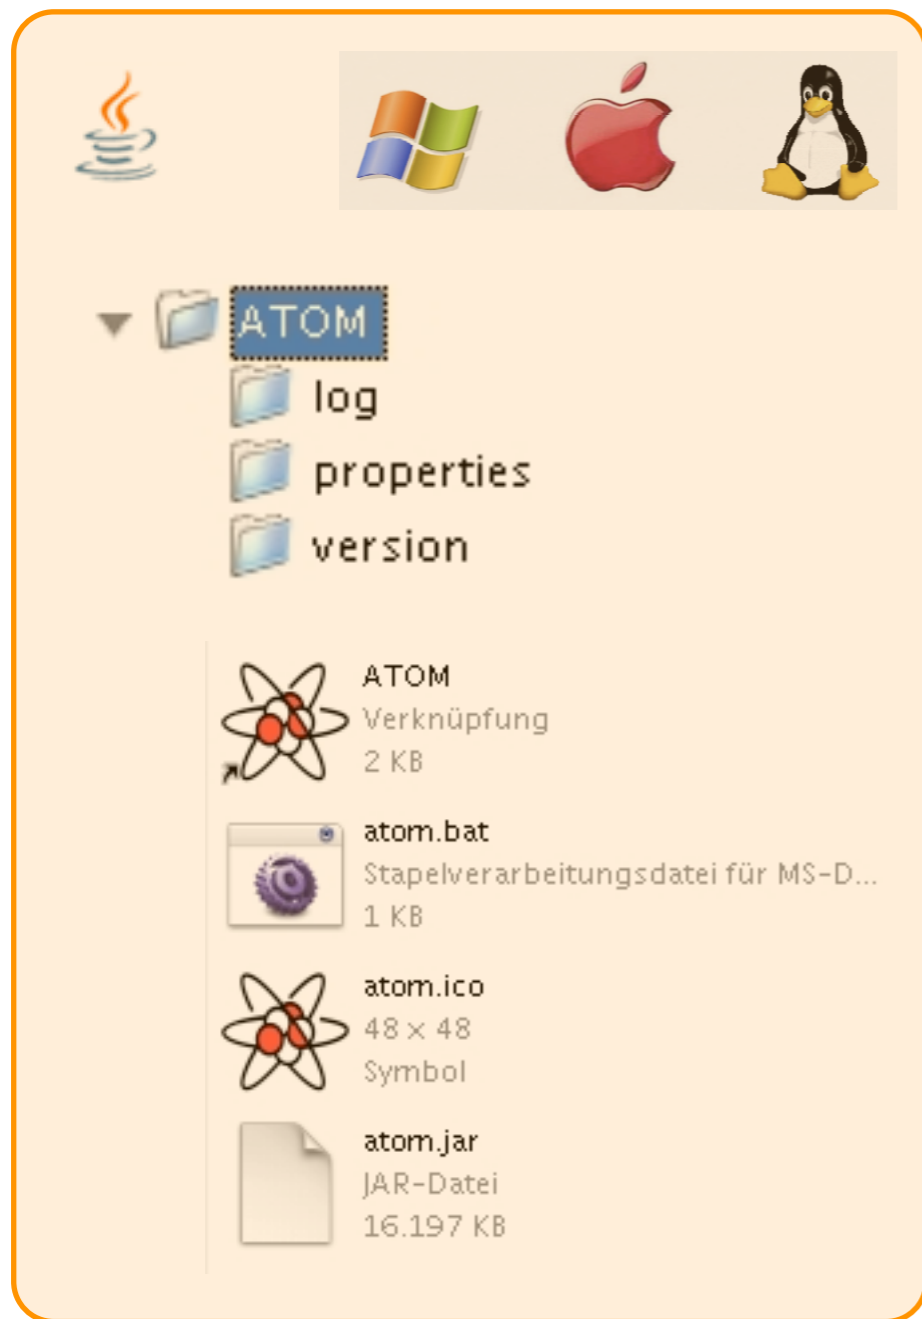 ATOM
log
properties
version
ATOM
Verknüpfung
2 KB
atom.bat
Stapelverarbeitungsdatei für MS-D...
1 KB
atom.ico
48 × 48
Symbol
atom.jar
JAR-Datei
16.197 KB